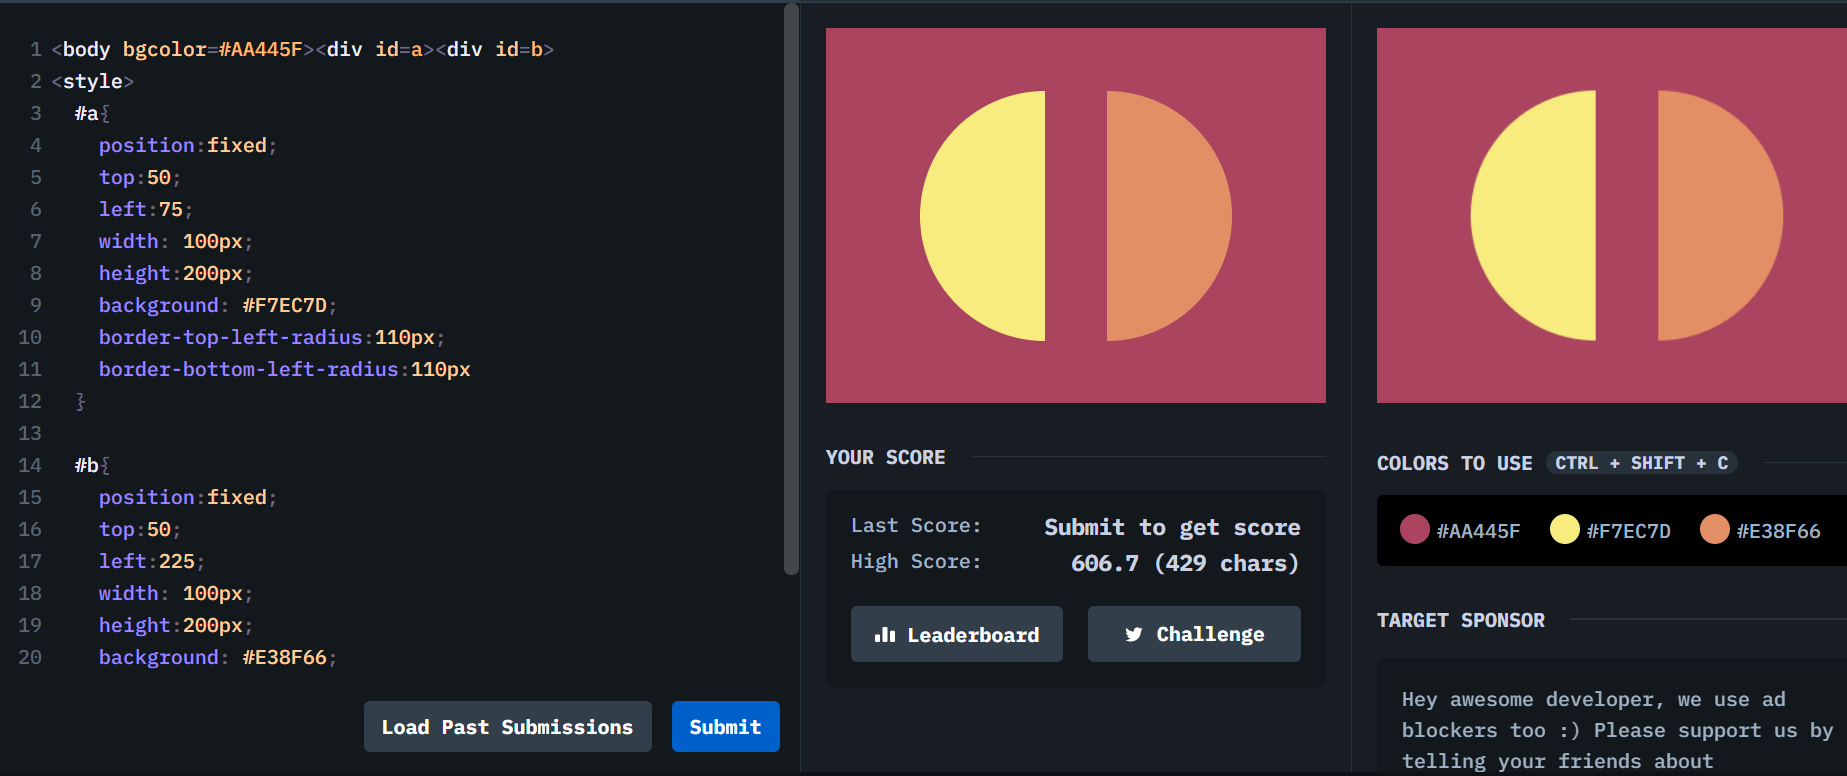 1 <body bgcolor=#AA445F><div id=a><div id=b>
2 <style>
3 #a{
4 position:fixed;
5 top:50;
6 left:75;
7 width: 100px;
8 height:200px;
9 background: #F7EC7D;
10 border-top-left-radius:110px;
11 border-bottom-left-radius:110px
12 }
13
14 #b{
15 position:fixed;
16 top:50;
17 left:225;
18 width: 100px;
19 height:200px;
20 background: #E38F66;
Load Past Submissions
Submit
YOUR SCORE
Last Score: Submit to get score
High Score: 606.7 (429 chars)
Leaderboard
Challenge
COLORS TO USE CTRL + SHIFT + C
#AA445F #F7EC7D #E38F66
TARGET SPONSOR
Hey awesome developer, we use ad
blockers too :) Please support us by
telling your friends about